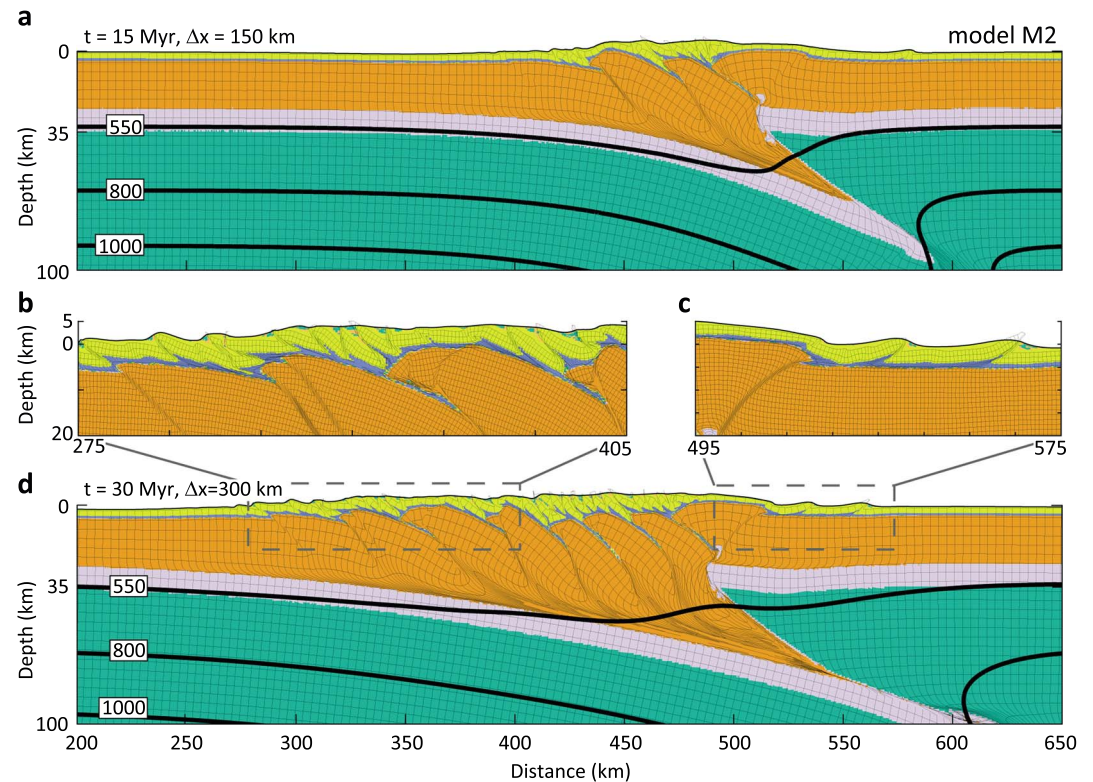 a
t = 15 Myr, Δx = 150 km
model M2
0
550
35
800
1000
100
Depth (km)
b
c
5
0
20
Depth (km)
275
405
495
575
d
t = 30 Myr, Δx=300 km
0
550
35
800
1000
100
Depth (km)
200 250 300 350 400 450 500 550 600 650
Distance (km)